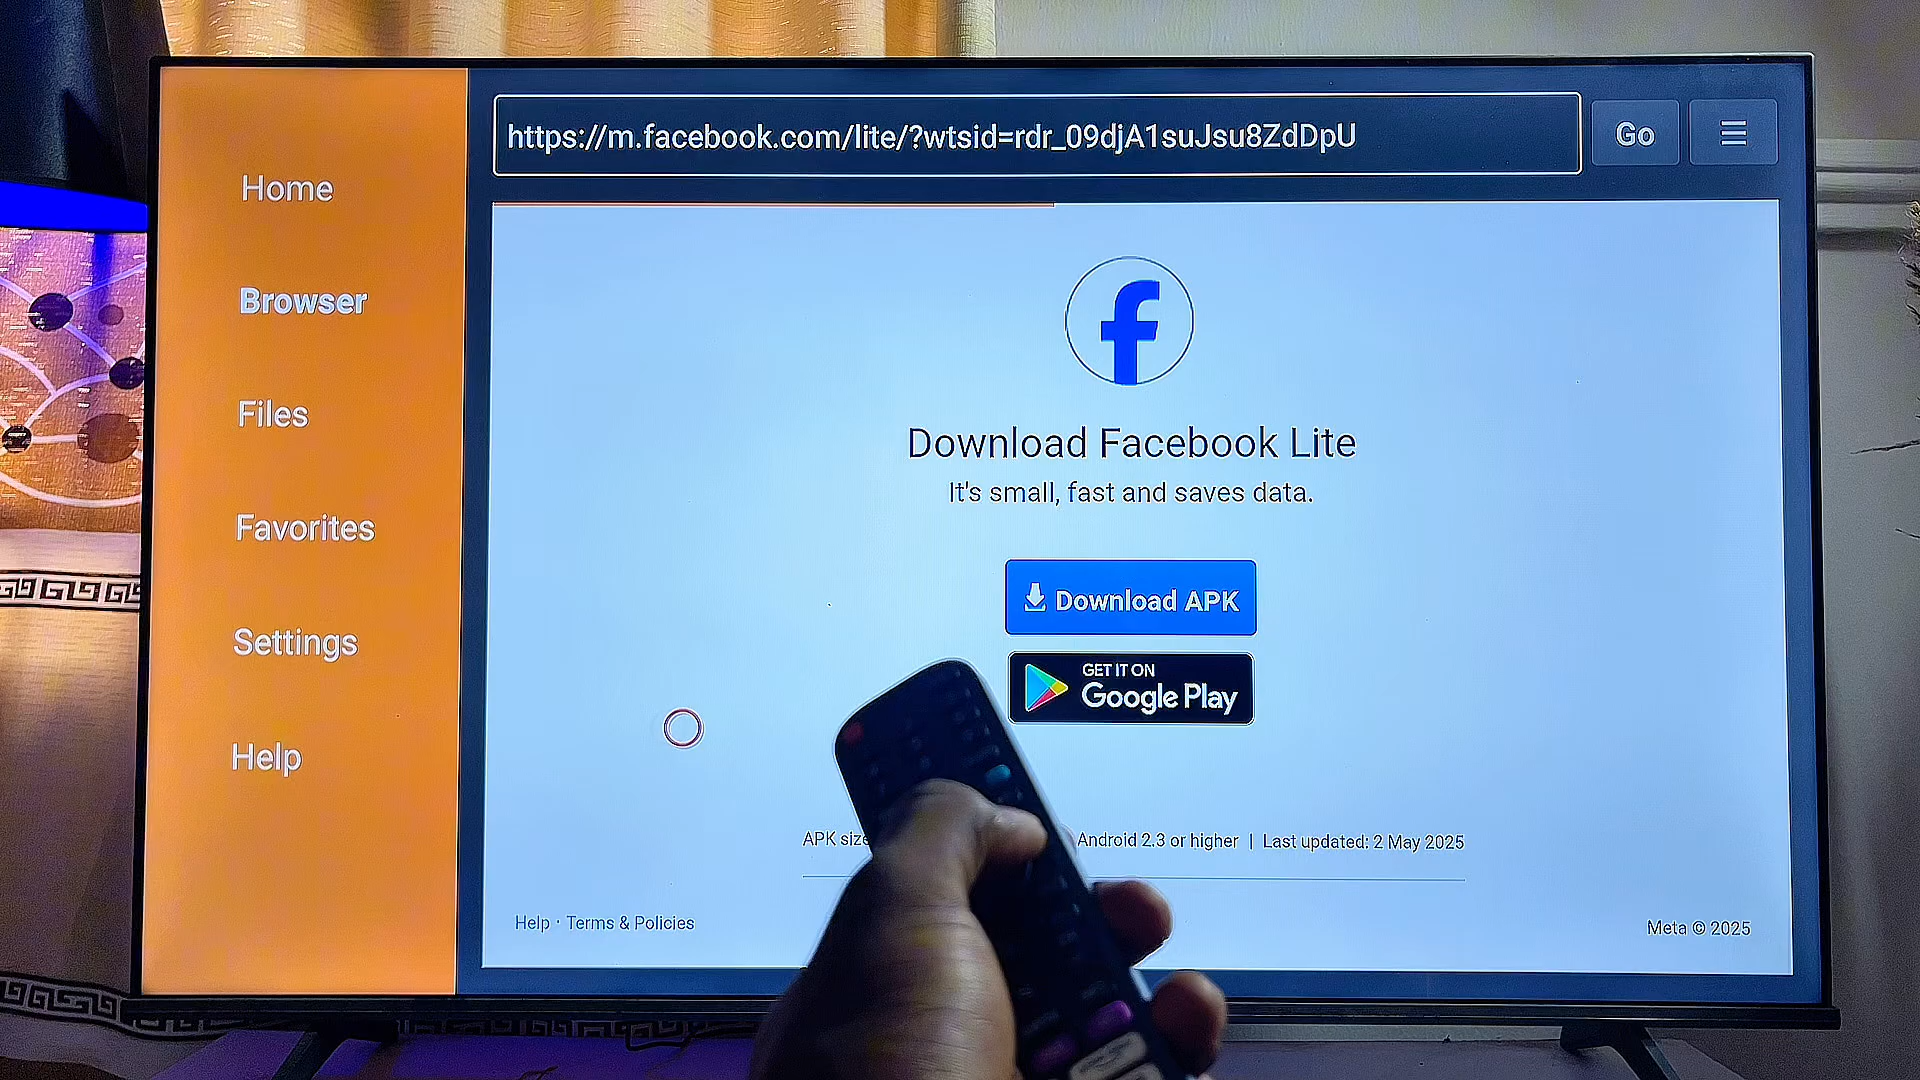 https://m.facebook.com/lite/?wtsid=rdr_09djA1suJsu8ZdDpU
Go
Home
Browser
Files
Favorites
Settings
Help
Download Facebook Lite
It's small, fast and saves data.
Download APK
GET IT ON
Google Play
APK size
Android 2.3 or higher | Last updated: 2 May 2025
Help · Terms & Policies
Meta © 2025